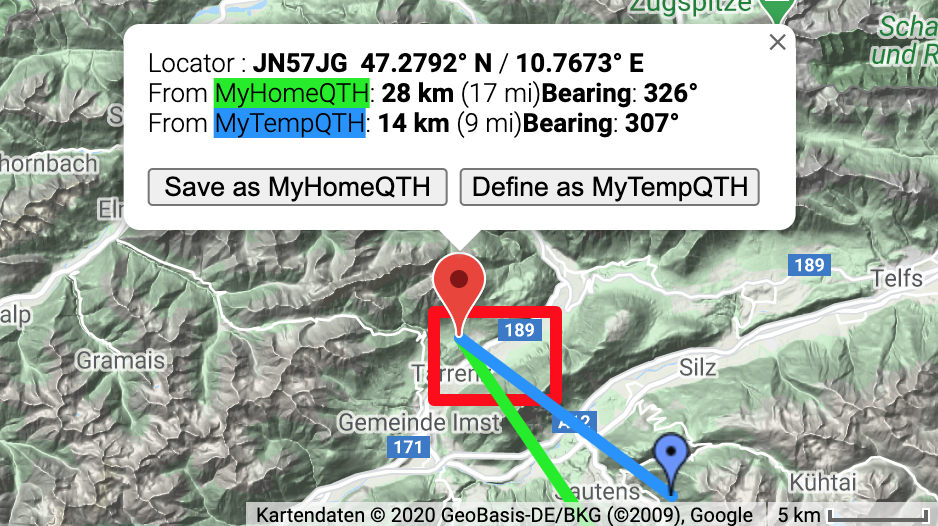 Zugspitze
Locator : JN57JG 47.2792° N / 10.7673° E
From MyHomeQTH: 28 km (17 mi)Bearing: 326°
From MyTempQTH: 14 km (9 mi)Bearing: 307°
Save as MyHomeQTH Define as MyTempQTH
Scha
und R
hornbach
189
Telfs
alp
189
Gramais
Silz
Tarrenz
Gemeinde Imst
A12
171
Sautens
Kühtai
Kartendaten © 2020 GeoBasis-DE/BKG (©2009), Google 5 km